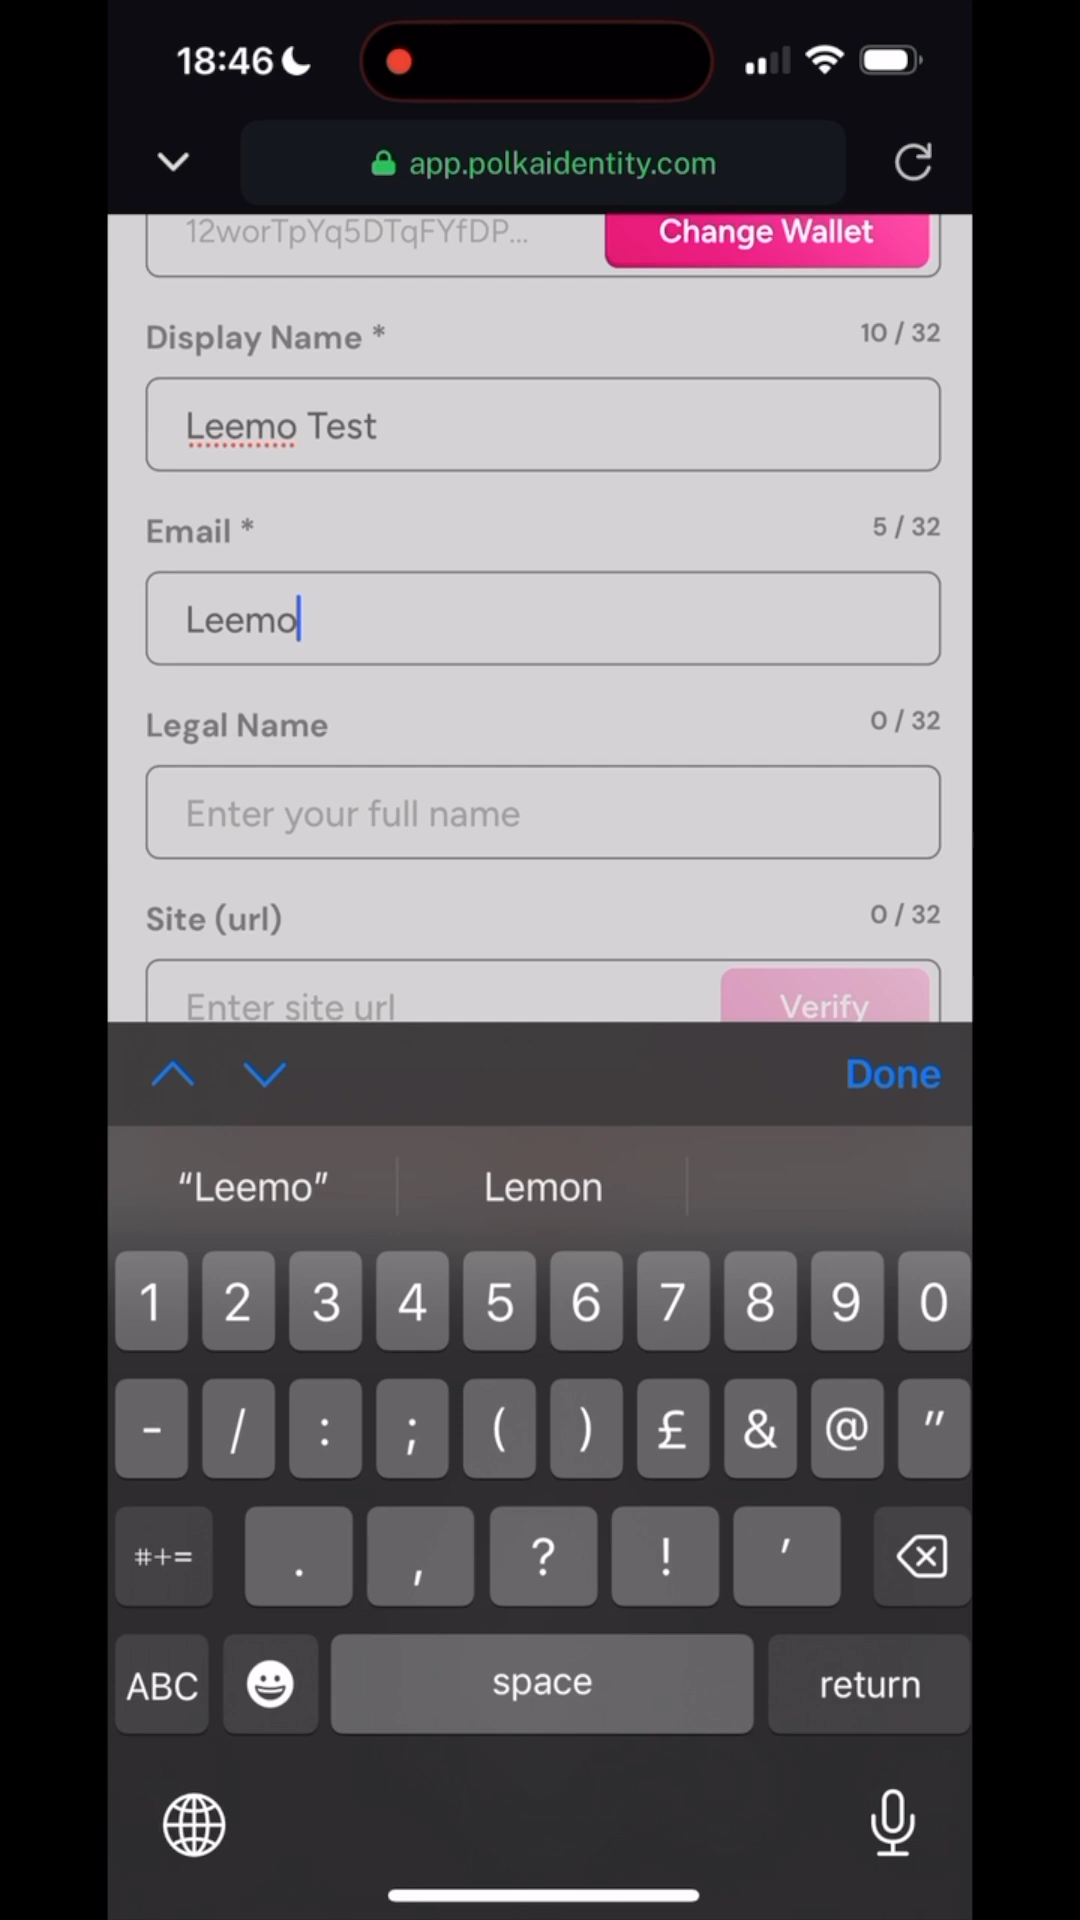 18:46
app.polkaidentity.com
12worTpYq5DTqFYfDP... Change Wallet
Display Name * 10 / 32
Leemo Test
Email * 5 / 32
Leemo
Legal Name 0 / 32
Enter your full name
Site (url) 0 / 32
Enter site url Verify
Done
“Leemo” Lemon
1 2 3 4 5 6 7 8 9 0
- / : ; ( ) £ & @ "
#+= . , ? ! ' 
ABC space return